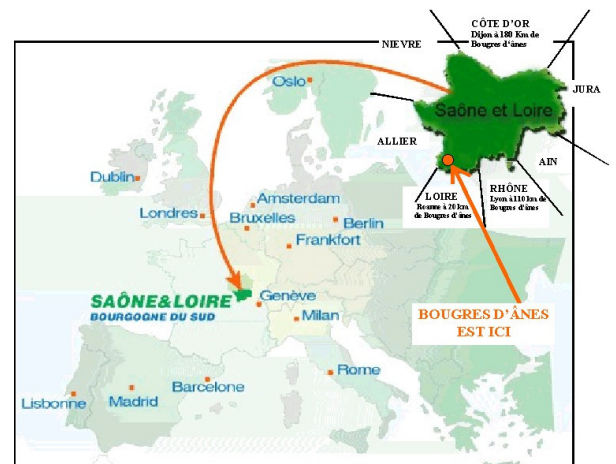 CÔTE D'OR
Dijon à 180 Km de
Bougres d'ânes
NIEVRE
JURA
Saône et Loire
ALLIER
AIN
LOIRE
Roanne à 20 km
de Bougres d'ânes
RHÔNE
Lyon à 110 km de
Bougres d'ânes
BOUGRES D'ÂNES
EST ICI
Oslo
Dublin
Londres
Amsterdam
Bruxelles
Berlin
Frankfort
SAÔNE&LOIRE
BOURGOGNE DU SUD
Genève
Milan
Rome
Barcelone
Madrid
Lisbonne